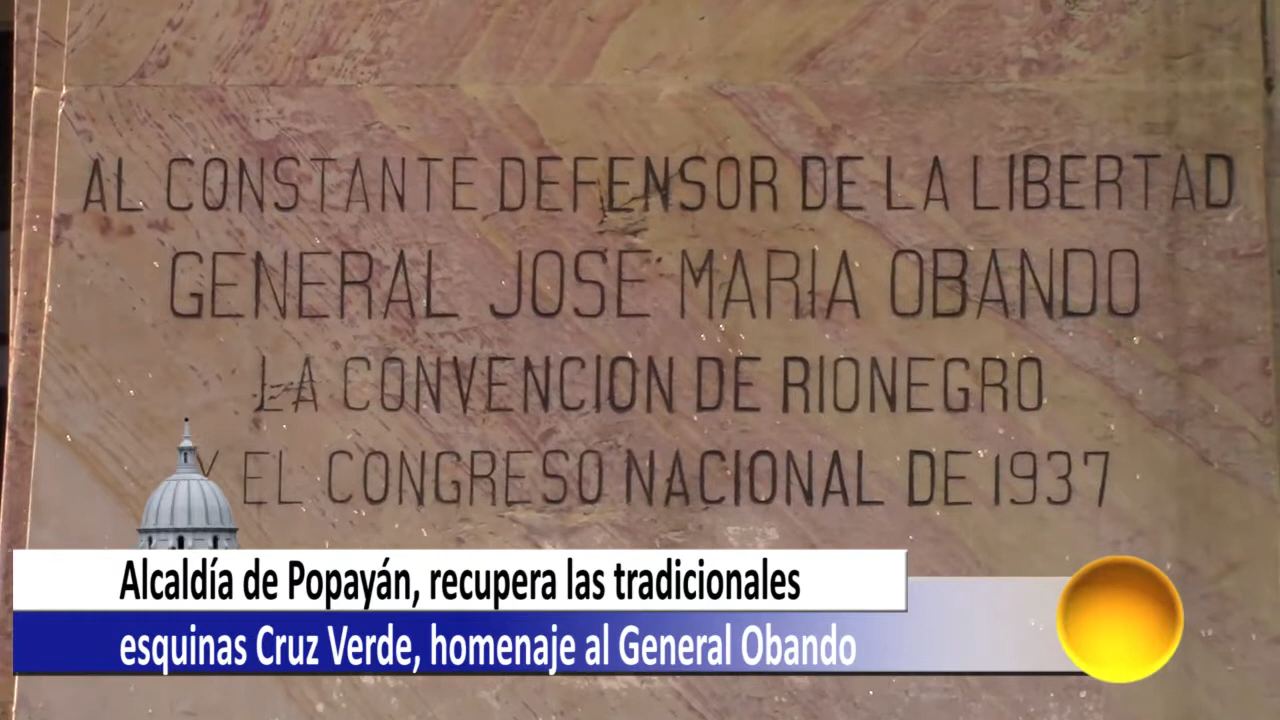 AL CONSTANTE DEFENSOR DE LA LIBERTAD
GENERAL JOSE MARIA OBANDO
LA CONVENCION DE RIONEGRO
Y EL CONGRESO NACIONAL DE 1937
Alcaldía de Popayán, recupera las tradicionales
esquinas Cruz Verde, homenaje al General Obando